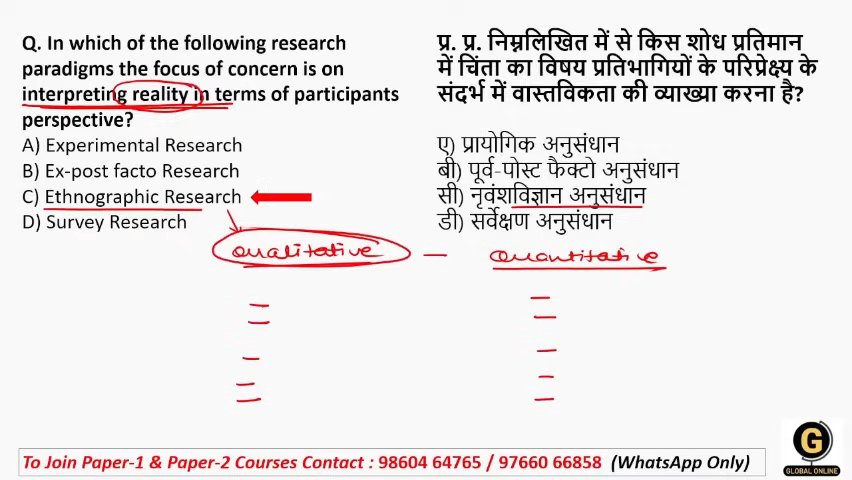 Q. In which of the following research
paradigms the focus of concern is on
interpreting reality in terms of participants
perspective?
A) Experimental Research
B) Ex-post facto Research
C) Ethnographic Research
D) Survey Research
प्र. प्र. निम्नलिखित में से किस शोध प्रतिमान
में चिंता का विषय प्रतिभागियों के परिप्रेक्ष्य के
संदर्भ में वास्तविकता की व्याख्या करना है?
ए) प्रायोगिक अनुसंधान
बी) पूर्व-पोस्ट फैक्टो अनुसंधान
सी) नृवंशविज्ञान अनुसंधान
डी) सर्वेक्षण अनुसंधान
Qualitative — Quantitative
To Join Paper-1 & Paper-2 Courses Contact : 98604 64765 / 97660 66858 (WhatsApp Only)
G
GLOBAL ONLINE